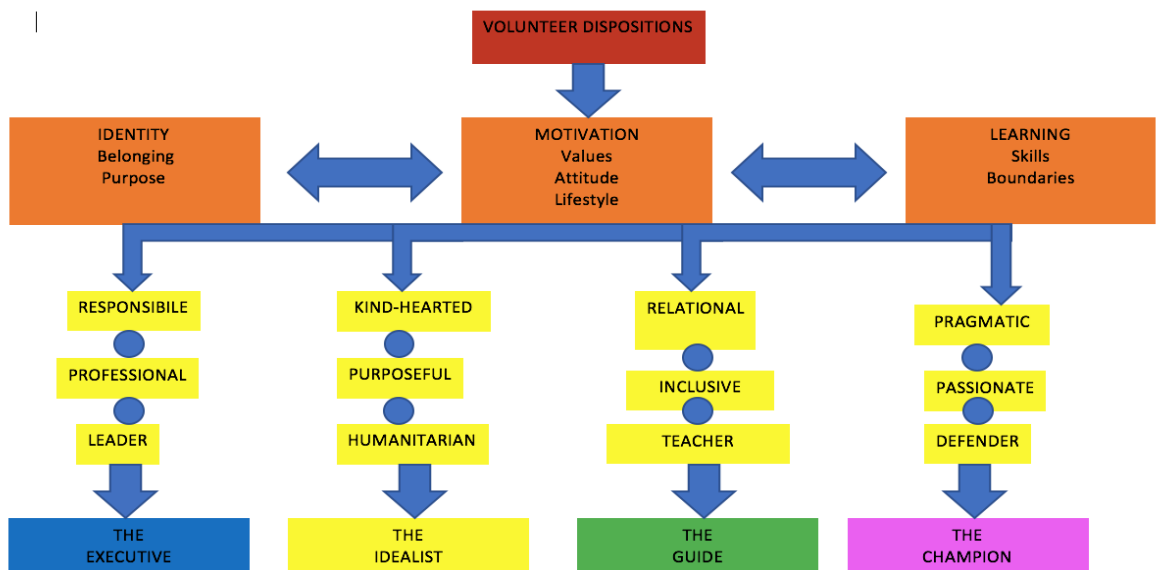 VOLUNTEER DISPOSITIONS
IDENTITY
Belonging
Purpose
MOTIVATION
Values
Attitude
Lifestyle
LEARNING
Skills
Boundaries
RESPONSIBILE
KIND-HEARTED
RELATIONAL
PRAGMATIC
PROFESSIONAL
PURPOSEFUL
INCLUSIVE
PASSIONATE
LEADER
HUMANITARIAN
TEACHER
DEFENDER
THE
EXECUTIVE
THE
IDEALIST
THE
GUIDE
THE
CHAMPION